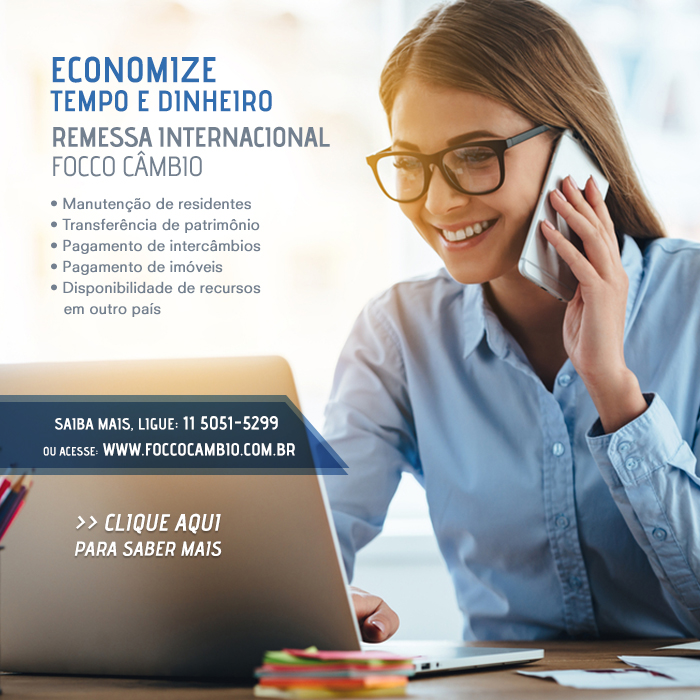 ECONOMIZE
TEMPO E DINHEIRO
REMESSA INTERNACIONAL
FOCCO CÂMBIO
• Manutenção de residentes
• Transferência de patrimônio
• Pagamento de intercâmbios
• Pagamento de imóveis
• Disponibilidade de recursos
em outro país
SAIBA MAIS, LIGUE: 11 5051-5299
OU ACESSE: WWW.FOCCOCAMBIO.COM.BR
>> CLIQUE AQUI
PARA SABER MAIS